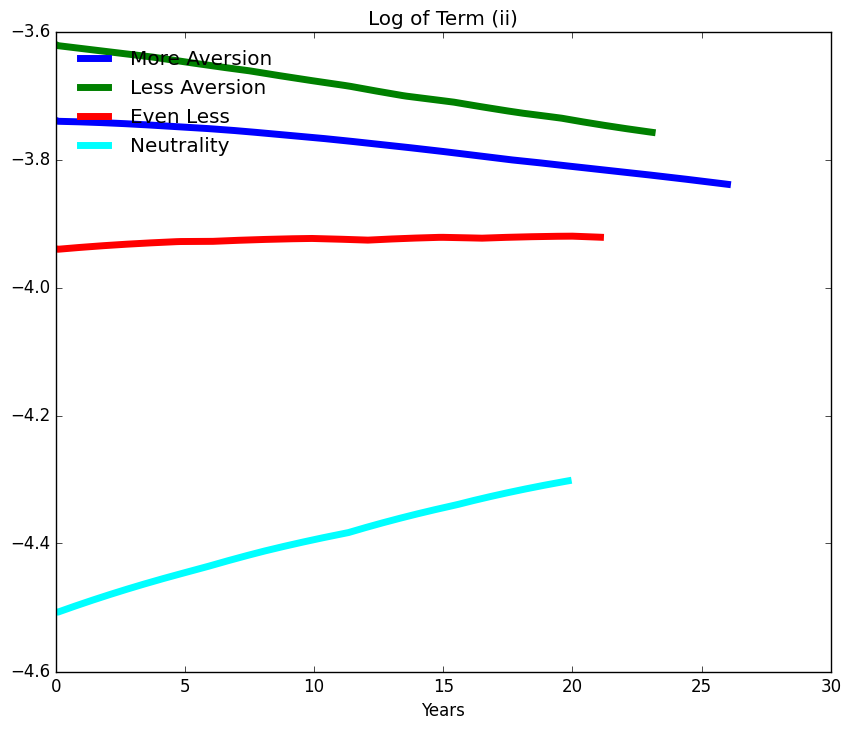 Log of Term (ii)
−3.6
−3.8
−4.0
−4.2
−4.4
−4.6
More Aversion
Less Aversion
Even Less
Neutrality
0 5 10 15 20 25 30
Years